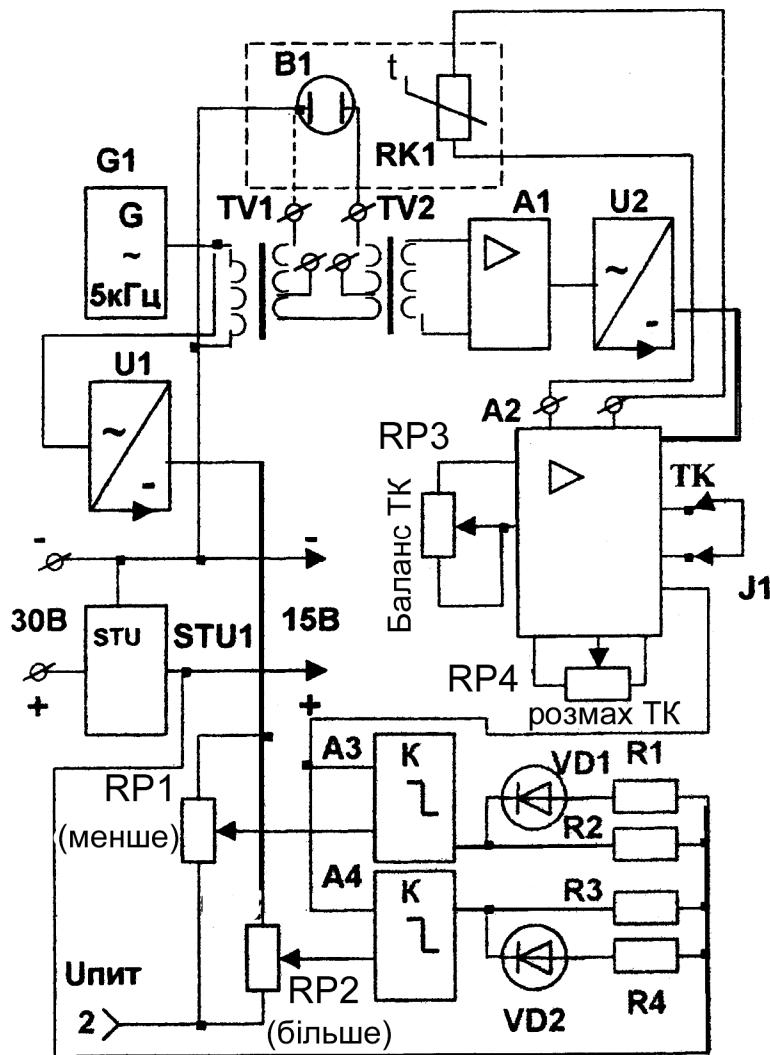 B1
t
RK1
G1
G
~
5кГц
TV1
TV2
A1
U2
~
-
U1
~
-
A2
RP3
Баланс ТК
ТК
J1
-
-
30В
STU
STU1
15В
+
+
RP4
розмах ТК
A3
К
VD1
R1
RP1
(менше)
R2
A4
К
R3
Uпит
2
RP2
(більше)
VD2
R4